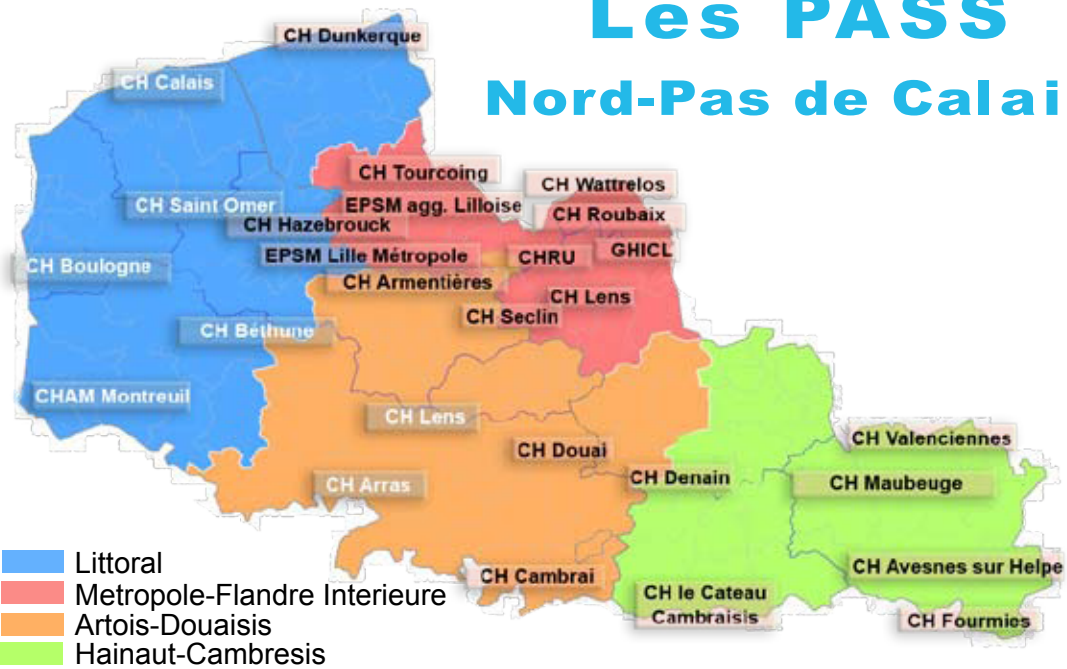 Les PASS
Nord-Pas de Calai
CH Dunkerque
CH Calais
CH Tourcoing
CH Wattrelos
CH Saint Omer
EPSM agg. Lilloise
CH Roubaix
CH Hazebrouck
EPSM Lille Métropole
CHRU
GHICL
CH Boulogne
CH Armentières
CH Lens
CH Seclin
CH Béthune
CHAM Montreuil
CH Lens
CH Douai
CH Valenciennes
CH Arras
CH Denain
CH Maubeuge
CH Cambrai
CH Avesnes sur Helpe
CH le Cateau
Cambraisis
CH Fourmies
Littoral
Metropole-Flandre Interieure
Artois-Douaisis
Hainaut-Cambresis